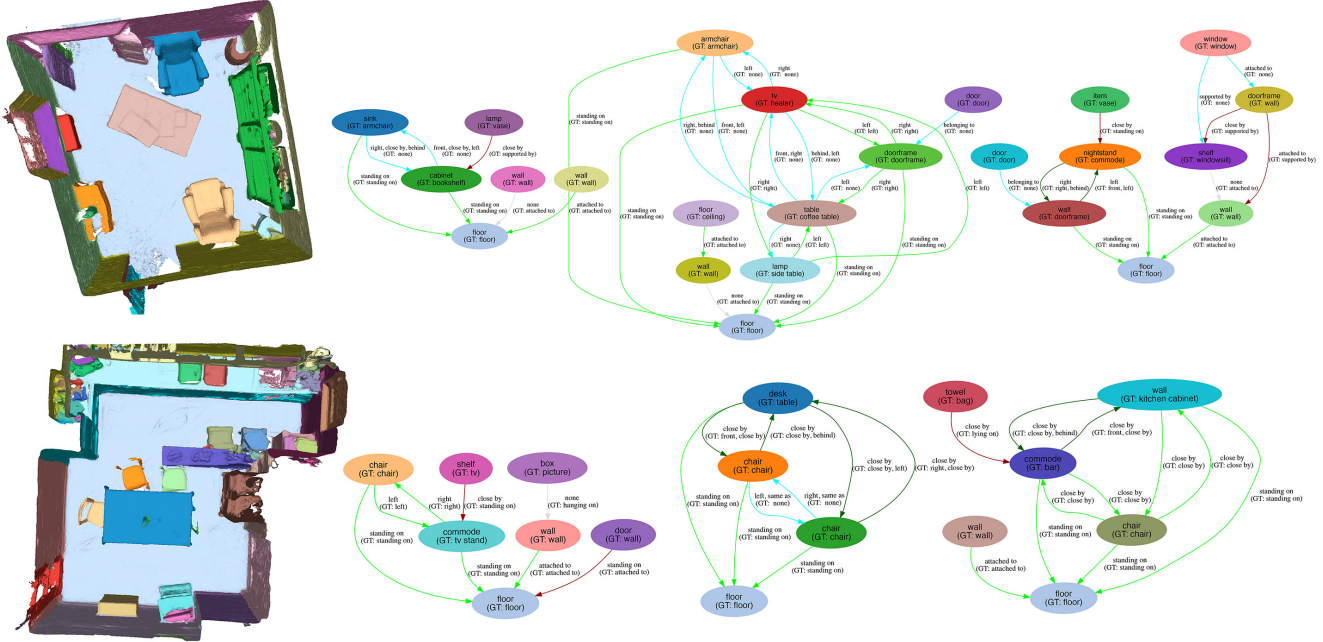 sink
(GT: armchair)
lamp
(GT: vase)
right, close by, behind
(GT: none)
front, close by, left
(GT: none)
close by
(GT: supported by)
cabinet
(GT: bookshelf)
wall
(GT: wall)
wall
(GT: wall)
standing on
(GT: standing on)
standing on
(GT: standing on)
none
(GT: attached to)
attached to
(GT: attached to)
floor
(GT: floor)
armchair
(GT: armchair)
left
(GT: none)
right
(GT: none)
tv
(GT: heater)
door
(GT: door)
standing on
(GT: standing on)
right, behind
(GT: none)
front, left
(GT: none)
left
(GT: left)
right
(GT: right)
belonging to
(GT: none)
front, right
(GT: none)
behind, left
(GT: none)
doorframe
(GT: doorframe)
right
(GT: right)
left
(GT: none)
right
(GT: right)
left
(GT: left)
floor
(GT: ceiling)
table
(GT: coffee table)
standing on
(GT: standing on)
attached to
(GT: attached to)
right
(GT: none)
left
(GT: left)
standing on
(GT: standing on)
wall
(GT: wall)
lamp
(GT: side table)
none
(GT: attached to)
standing on
(GT: standing on)
standing on
(GT: standing on)
floor
(GT: floor)
window
(GT: window)
item
(GT: vase)
supported by
(GT: none)
attached to
(GT: none)
doorframe
(GT: wall)
close by
(GT: standing on)
close by
(GT: supported by)
door
(GT: door)
nightstand
(GT: commode)
shelf
(GT: windowsill)
attached to
(GT: supported by)
belonging to
(GT: none)
right
(GT: right, behind)
left
(GT: front, left)
none
(GT: attached to)
wall
(GT: doorframe)
wall
(GT: wall)
standing on
(GT: standing on)
standing on
(GT: standing on)
attached to
(GT: attached to)
floor
(GT: floor)
chair
(GT: chair)
shelf
(GT: tv)
box
(GT: picture)
left
(GT: left)
right
(GT: right)
close by
(GT: standing on)
none
(GT: hanging on)
standing on
(GT: standing on)
commode
(GT: tv stand)
wall
(GT: wall)
door
(GT: wall)
standing on
(GT: standing on)
attached to
(GT: attached to)
standing on
(GT: attached to)
floor
(GT: floor)
desk
(GT: table)
close by
(GT: front, close by)
close by
(GT: close by, behind)
close by
(GT: close by, left)
close by
(GT: right, close by)
chair
(GT: chair)
left, same as
(GT: none)
right, same as
(GT: none)
standing on
(GT: standing on)
standing on
(GT: standing on)
chair
(GT: chair)
standing on
(GT: standing on)
floor
(GT: floor)
towel
(GT: bag)
wall
(GT: kitchen cabinet)
close by
(GT: lying on)
close by
(GT: close by, behind)
close by
(GT: front, close by)
close by
(GT: close by)
close by
(GT: close by)
commode
(GT: bar)
close by
(GT: close by)
close by
(GT: close by)
standing on
(GT: standing on)
wall
(GT: wall)
chair
(GT: chair)
attached to
(GT: attached to)
standing on
(GT: standing on)
standing on
(GT: standing on)
floor
(GT: floor)